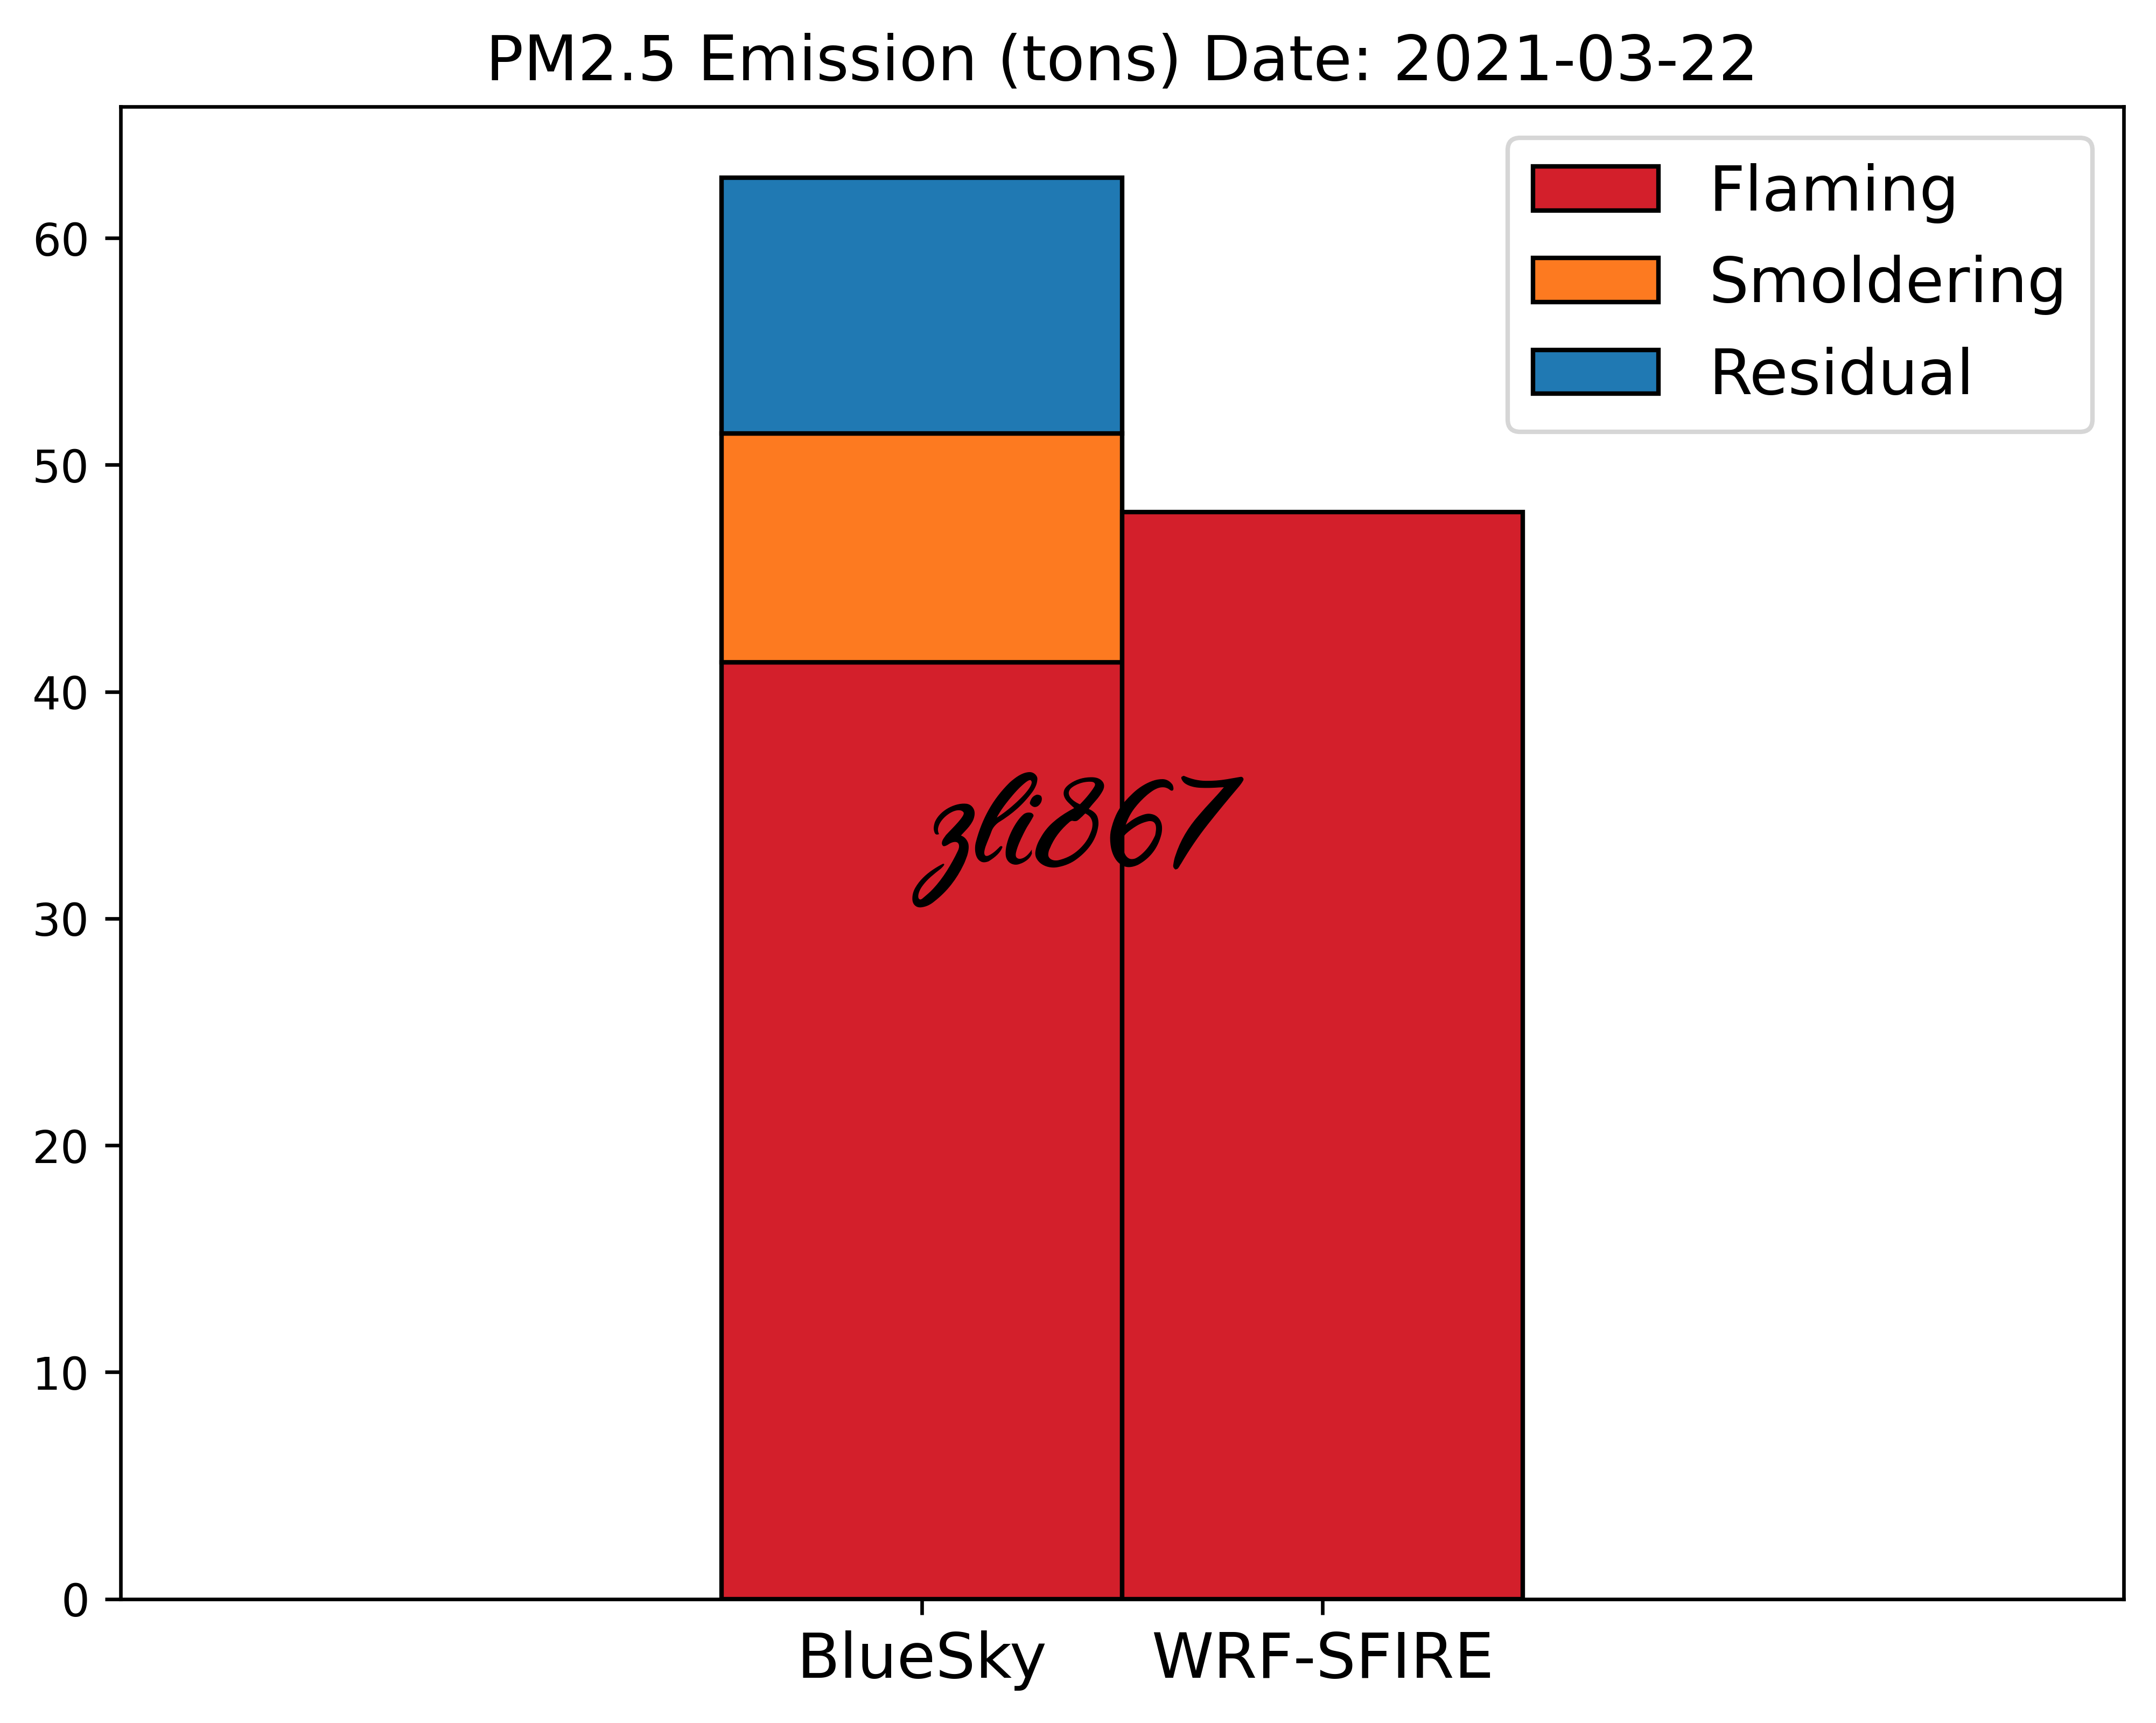 PM2.5 Emission (tons) Date: 2021-03-22
Flaming
Smoldering
Residual
60
50
40
30
20
10
0
zli867
BlueSky WRF-SFIRE